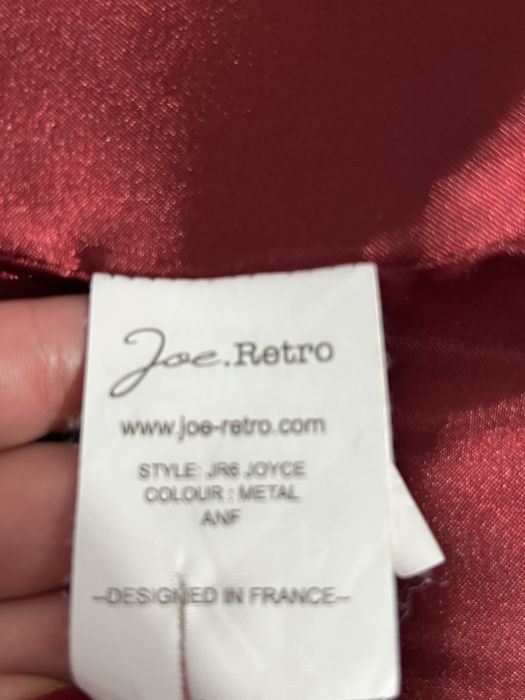 Joe.Retro
www.joe-retro.com
STYLE: JR6 JOYCE
COLOUR : METAL
ANF
--DESIGNED IN FRANCE--